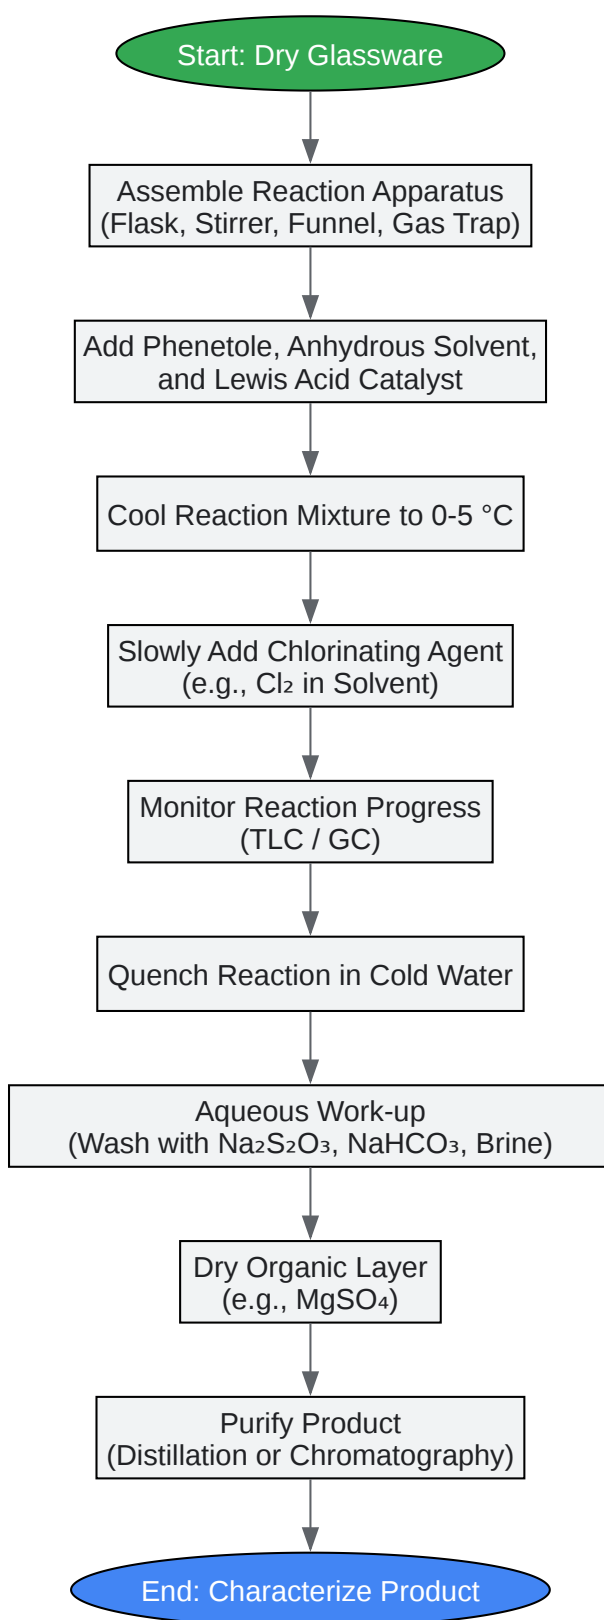 Start: Dry Glassware
Assemble Reaction Apparatus
(Flask, Stirrer, Funnel, Gas Trap)
Add Phenetole, Anhydrous Solvent,
and Lewis Acid Catalyst
Cool Reaction Mixture to 0-5 °C
Slowly Add Chlorinating Agent
(e.g., Cl₂ in Solvent)
Monitor Reaction Progress
(TLC / GC)
Quench Reaction in Cold Water
Aqueous Work-up
(Wash with Na₂S₂O₃, NaHCO₃, Brine)
Dry Organic Layer
(e.g., MgSO₄)
Purify Product
(Distillation or Chromatography)
End: Characterize Product